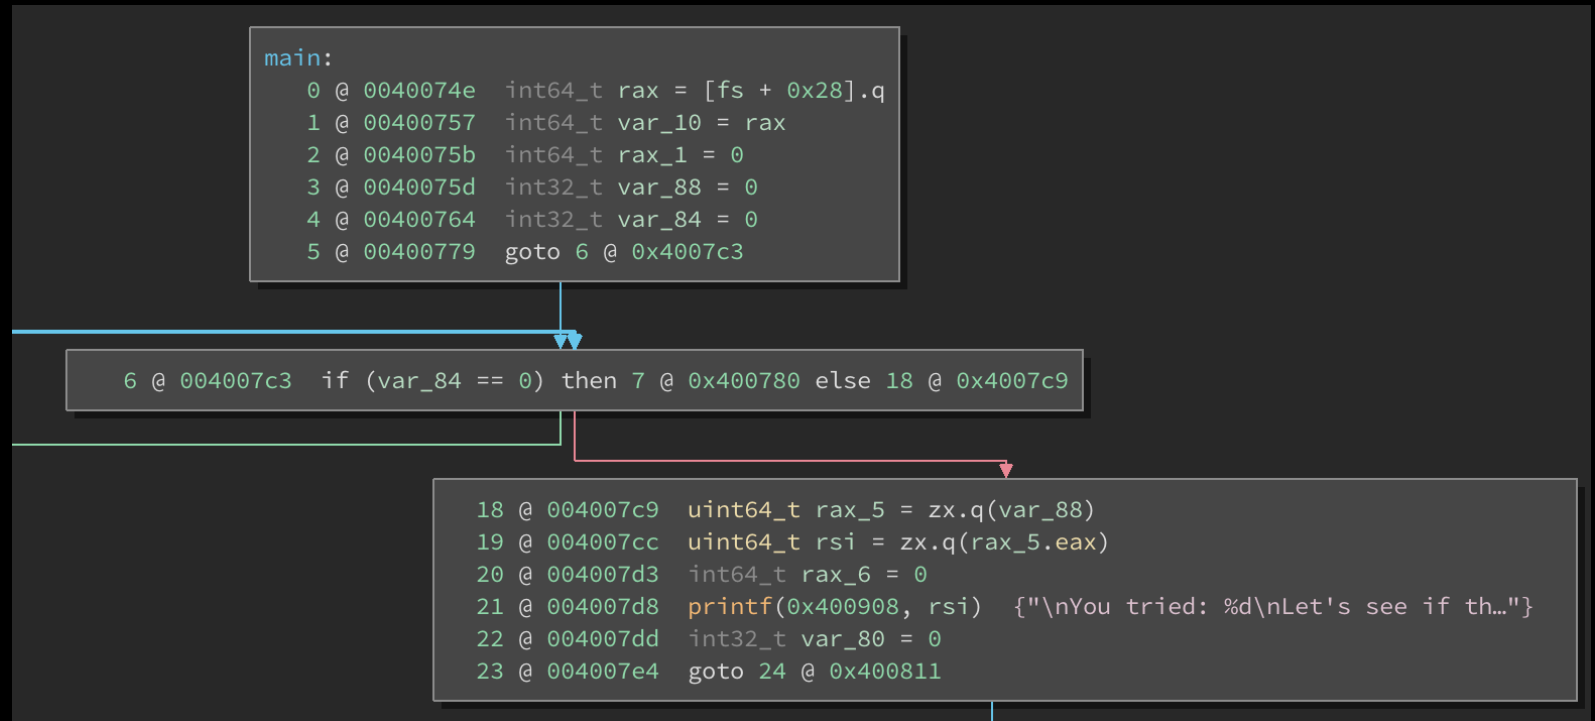 main:
0 @ 0040074e  int64_t rax = [fs + 0x28].q
1 @ 00400757  int64_t var_10 = rax
2 @ 0040075b  int64_t rax_1 = 0
3 @ 0040075d  int32_t var_88 = 0
4 @ 00400764  int32_t var_84 = 0
5 @ 00400779  goto 6 @ 0x4007c3
6 @ 004007c3  if (var_84 == 0) then 7 @ 0x400780 else 18 @ 0x4007c9
18 @ 004007c9  uint64_t rax_5 = zx.q(var_88)
19 @ 004007cc  uint64_t rsi = zx.q(rax_5.eax)
20 @ 004007d3  int64_t rax_6 = 0
21 @ 004007d8  printf(0x400908, rsi)  {"\nYou tried: %d\nLet's see if th…"}
22 @ 004007dd  int32_t var_80 = 0
23 @ 004007e4  goto 24 @ 0x400811